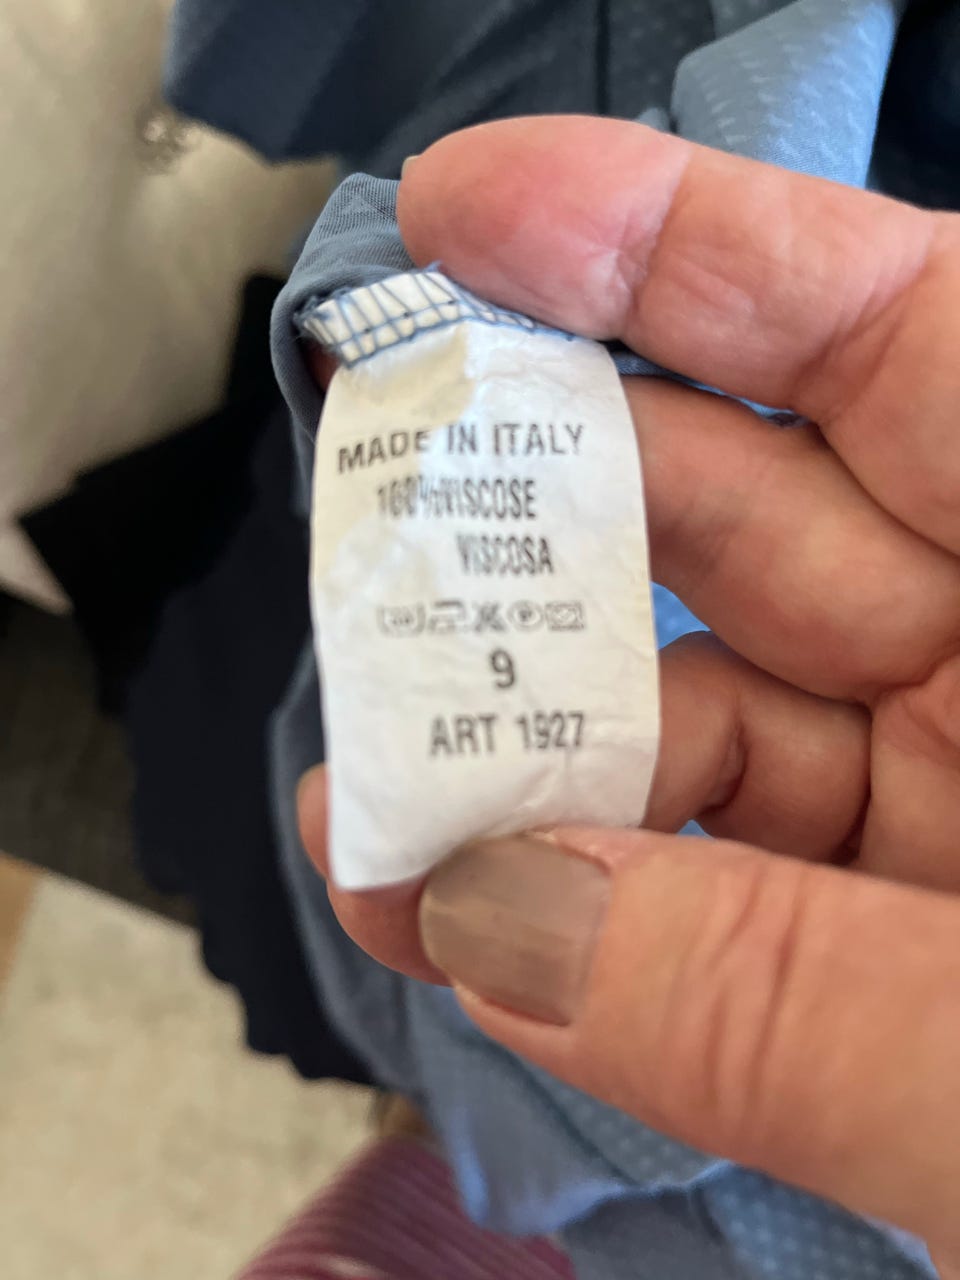 MADE IN ITALY
100%VISCOSE
VISCOSA
9
ART 1927